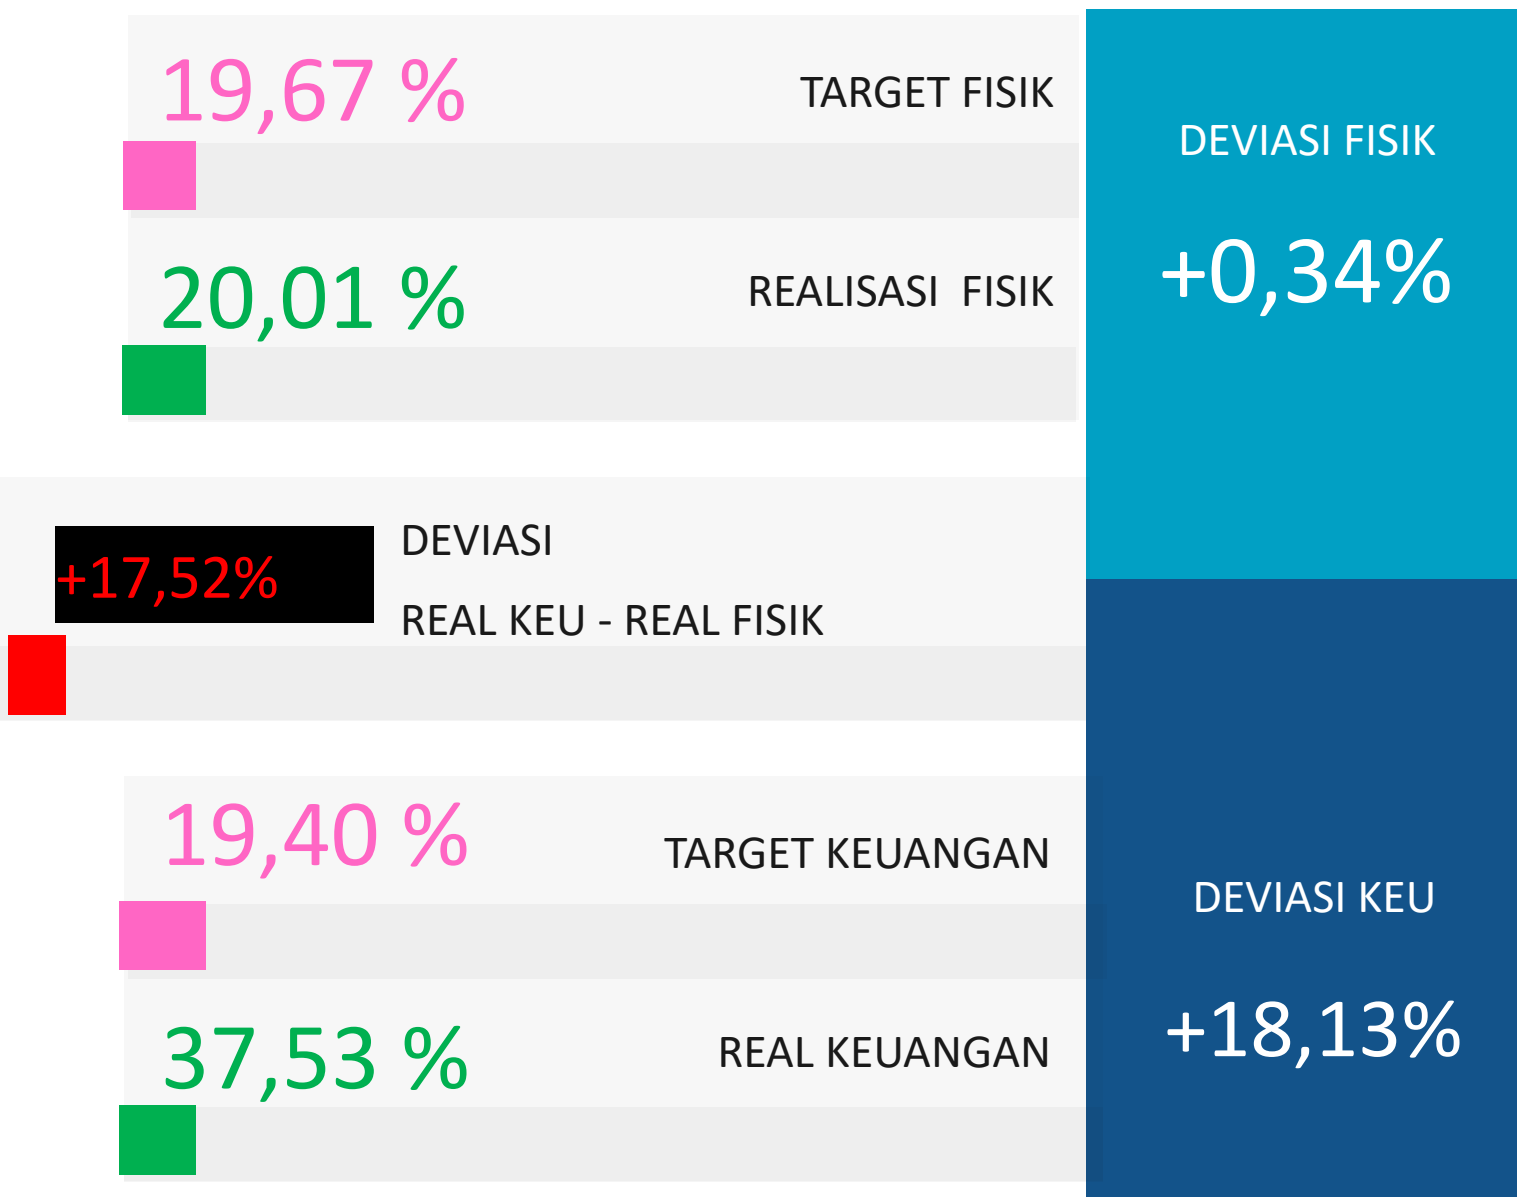 19,67 %
TARGET FISIK
20,01 %
REALISASI FISIK
DEVIASI FISIK
+0,34%
+17,52%
DEVIASI
REAL KEU - REAL FISIK
19,40 %
TARGET KEUANGAN
37,53 %
REAL KEUANGAN
DEVIASI KEU
+18,13%